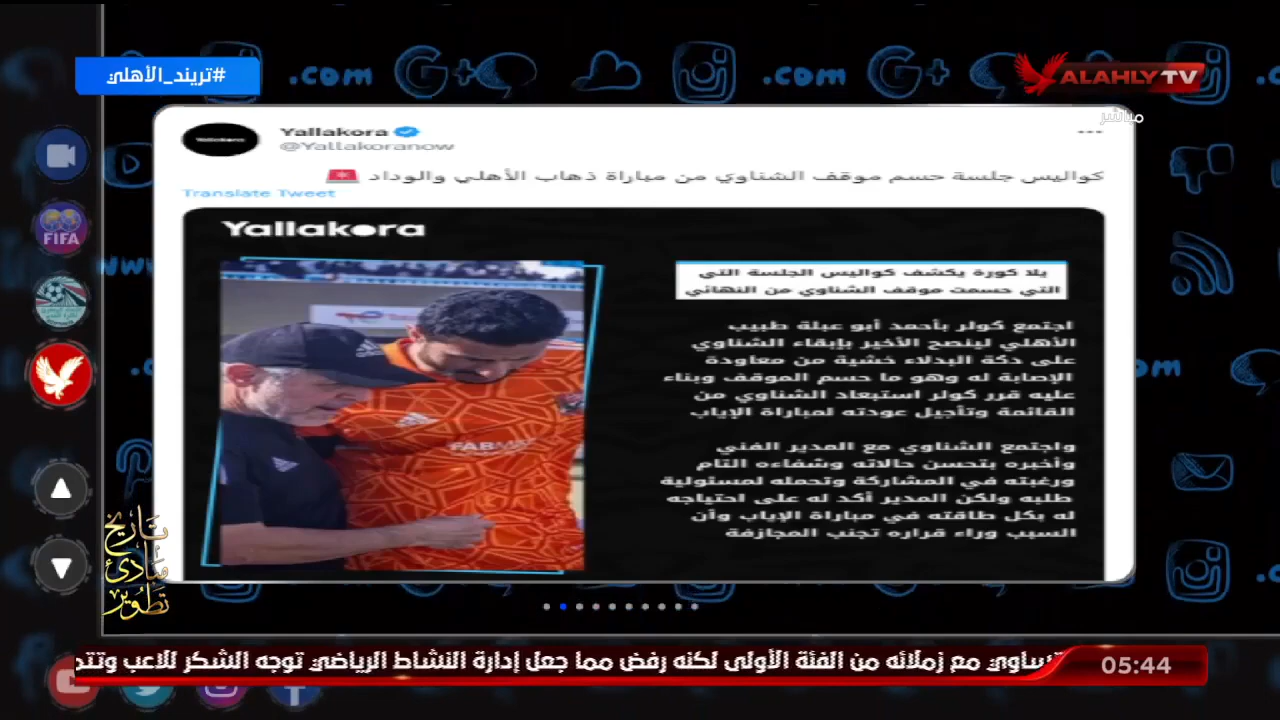 #تريند_الأهلي
ALAHLY TV
مباشر
Yallakora
@Yallakoranow
كواليس جلسة حسم موقف الشناوي من مباراة ذهاب الأهلي والوداد
Translate Tweet
Yallakora
يلا كورة يكشف كواليس الجلسة التي
التي حسمت موقف الشناوي من النهائي
اجتمع كولر بأحمد أبو عبلة طبيب
الأهلي لينصح الأخير بإبقاء الشناوي
على دكة البدلاء خشية من معاودة
الإصابة له وهو ما حسم الموقف وبناء
عليه قرر كولر استبعاد الشناوي من
القائمة وتأجيل عودته لمباراة الإياب
واجتمع الشناوي مع المدير الفني
وأخبره بتحسن حالاته وشفاءه التام
ورغبته في المشاركة وتحمله لمسئولية
طلبه ولكن المدير أكد له على احتياجه
له بكل طاقته في مباراة الإياب وأن
السبب وراء قراره تجنب المجازفة
FIFA
تاريخ
مبادئ
تطوير
.com
G+
.com
G+
مع زملائه من الفئة الأولى لكنه رفض مما جعل إدارة النشاط الرياضي توجه الشكر للاعب
05:44